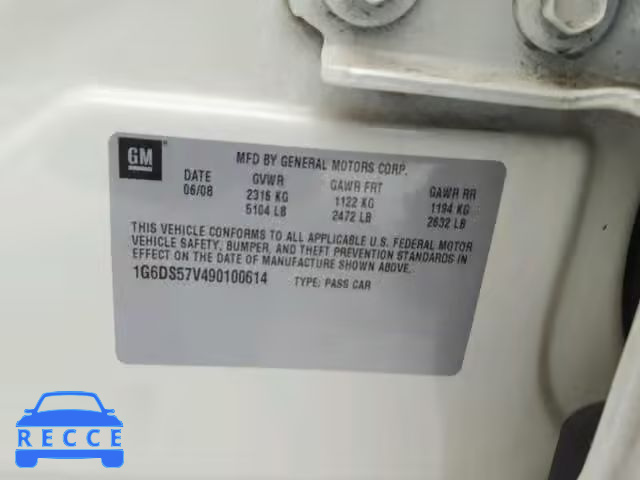 GM
MFD BY GENERAL MOTORS CORP.
DATE GVWR GAWR FRT GAWR RR
06/08 2316 KG 1122 KG 1194 KG
5104 LB 2472 LB 2632 LB
THIS VEHICLE CONFORMS TO ALL APPLICABLE U.S. FEDERAL MOTOR
VEHICLE SAFETY, BUMPER, AND THEFT PREVENTION STANDARDS IN
EFFECT ON THE DATE OF MANUFACTURE SHOWN ABOVE.
1G6DS57V490100614 TYPE: PASS CAR
RECCE